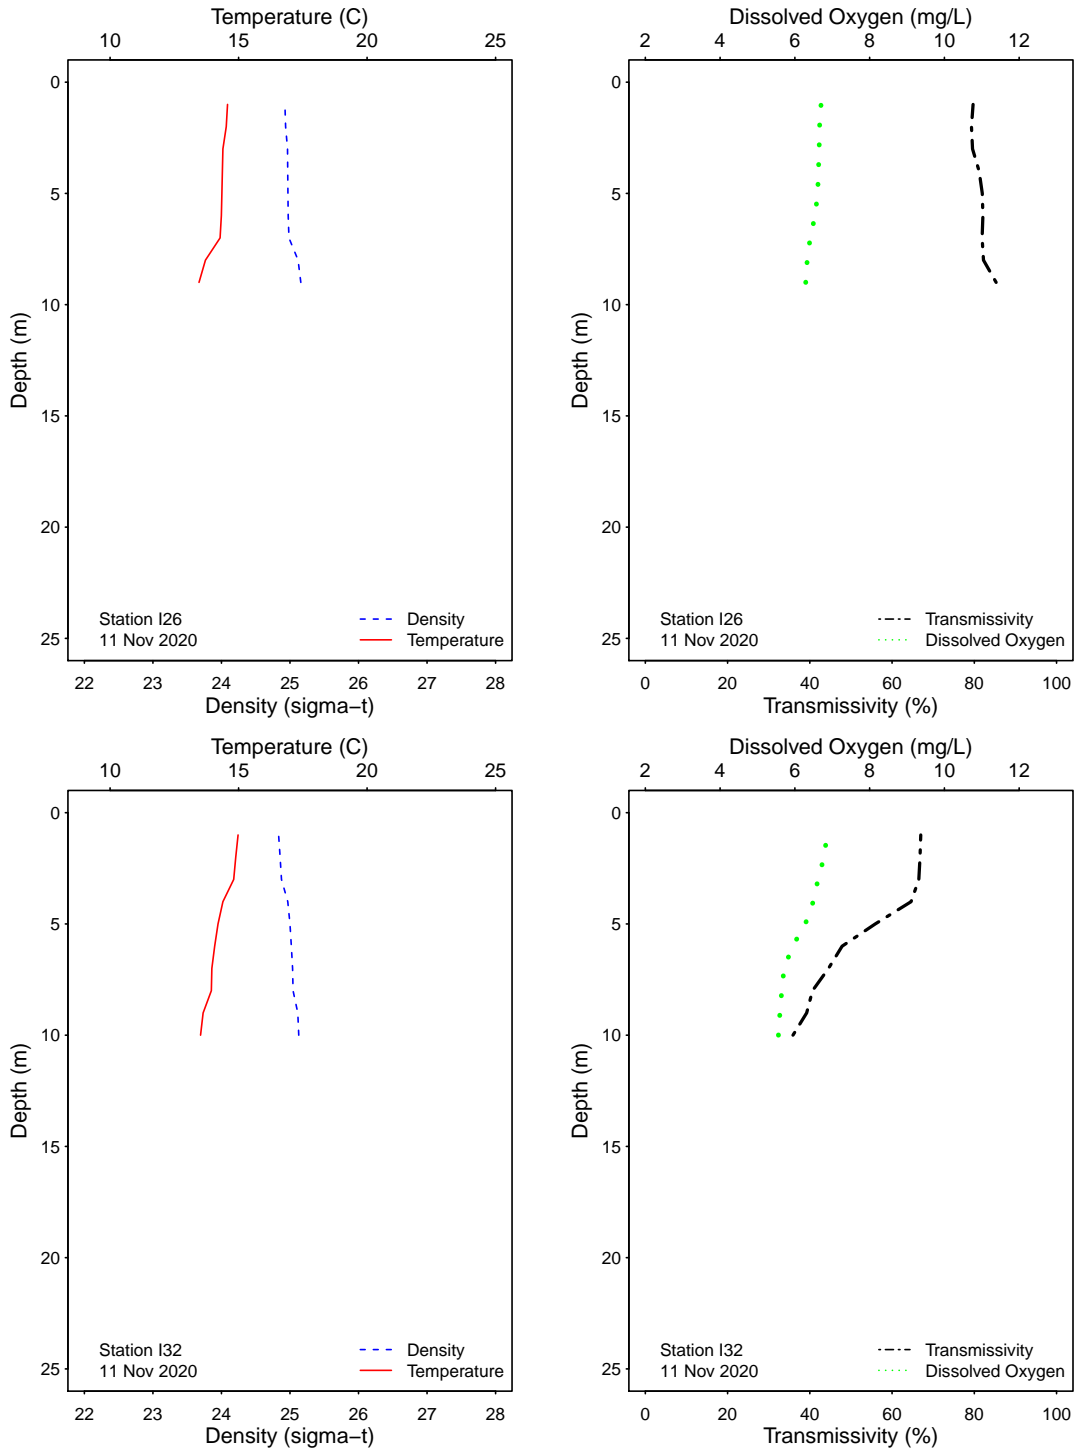 Temperature (C)
10 15 20 25
0
5
10
15
20
25
Depth (m)
Station I26
11 Nov 2020
Density
Temperature
22 23 24 25 26 27 28
Density (sigma−t)
Dissolved Oxygen (mg/L)
2 4 6 8 10 12
0
5
10
15
20
25
Depth (m)
Station I26
11 Nov 2020
Transmissivity
Dissolved Oxygen
0 20 40 60 80 100
Transmissivity (%)
Temperature (C)
10 15 20 25
0
5
10
15
20
25
Depth (m)
Station I32
11 Nov 2020
Density
Temperature
22 23 24 25 26 27 28
Density (sigma−t)
Dissolved Oxygen (mg/L)
2 4 6 8 10 12
0
5
10
15
20
25
Depth (m)
Station I32
11 Nov 2020
Transmissivity
Dissolved Oxygen
0 20 40 60 80 100
Transmissivity (%)